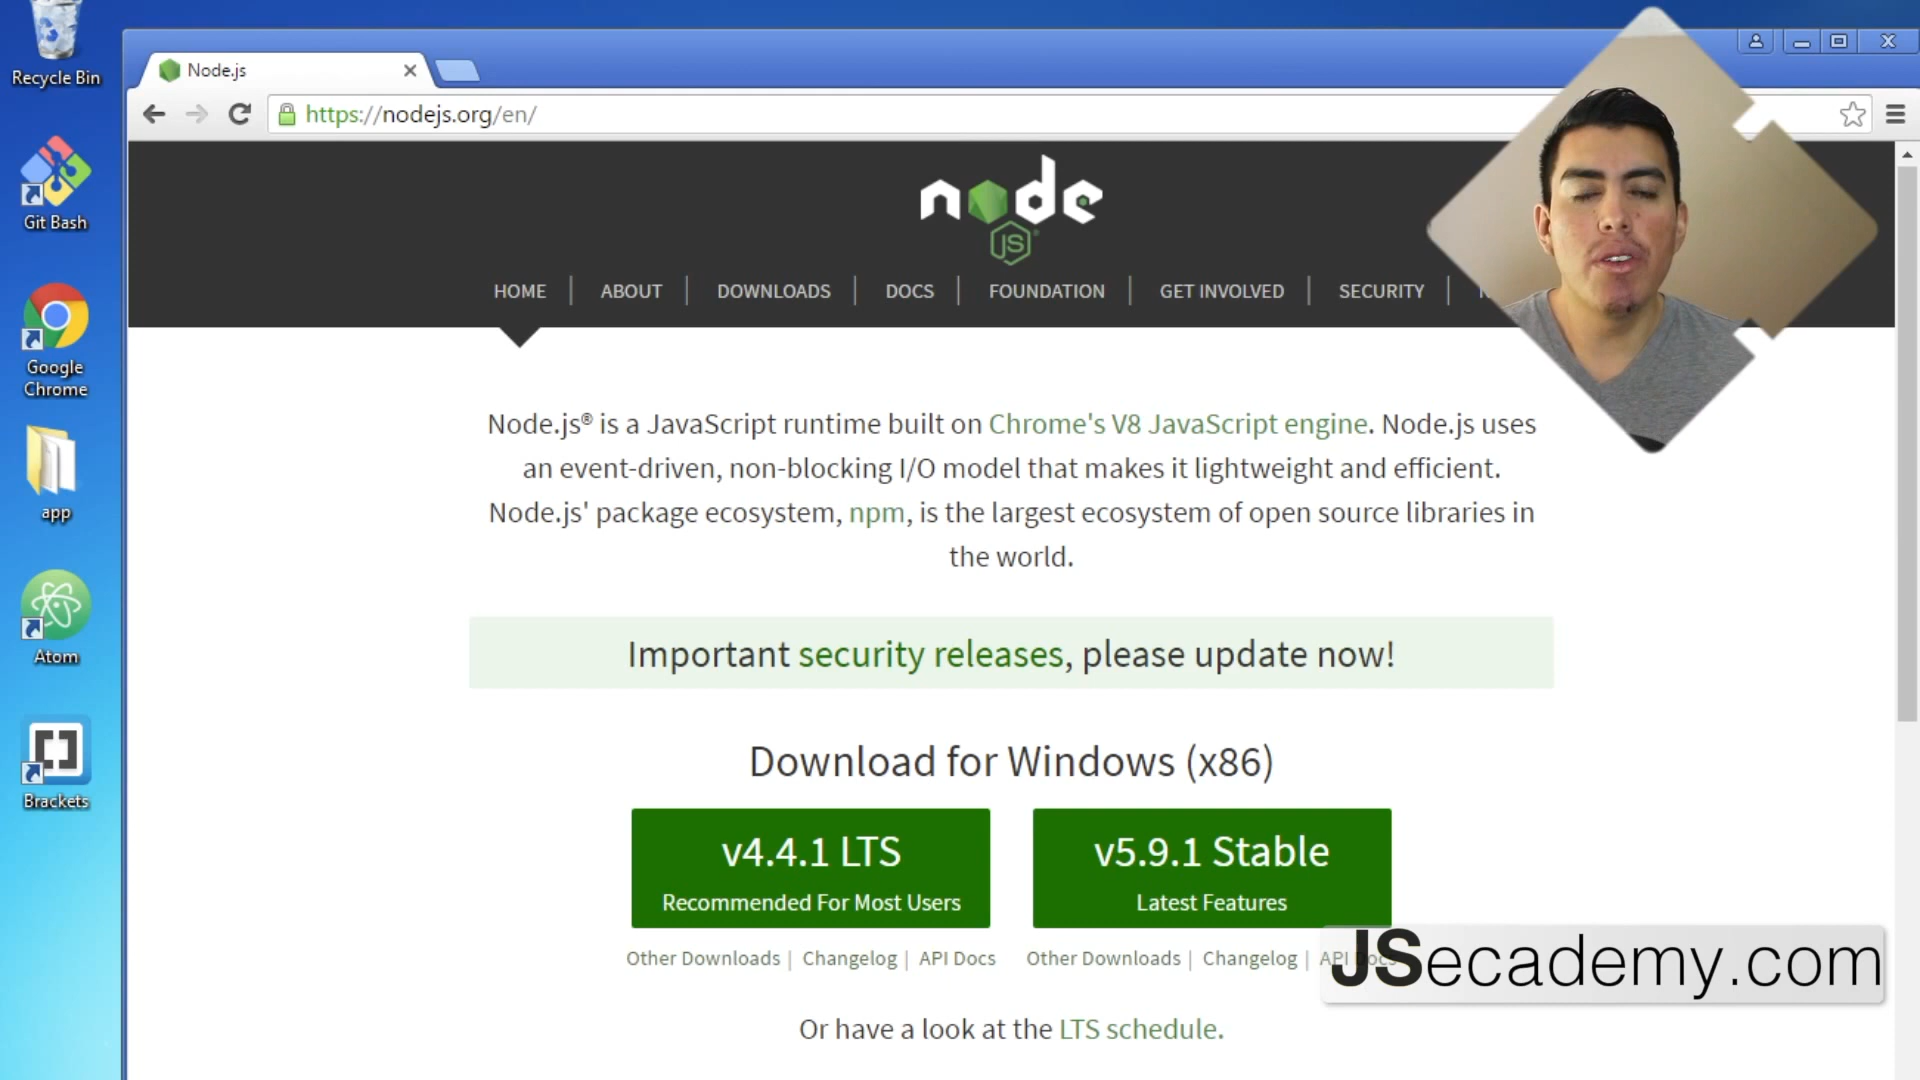 Recycle Bin
Git Bash
Google
Chrome
app
Atom
Brackets
Node.js
https://nodejs.org/en/
node
JS
HOME | ABOUT | DOWNLOADS | DOCS | FOUNDATION | GET INVOLVED | SECURITY |
Node.js® is a JavaScript runtime built on Chrome's V8 JavaScript engine. Node.js uses
an event-driven, non-blocking I/O model that makes it lightweight and efficient.
Node.js' package ecosystem, npm, is the largest ecosystem of open source libraries in
the world.
Important security releases, please update now!
Download for Windows (x86)
v4.4.1 LTS
Recommended For Most Users
v5.9.1 Stable
Latest Features
Other Downloads | Changelog | API Docs
Other Downloads | Changelog | API Docs
JSecademy.com
Or have a look at the LTS schedule.